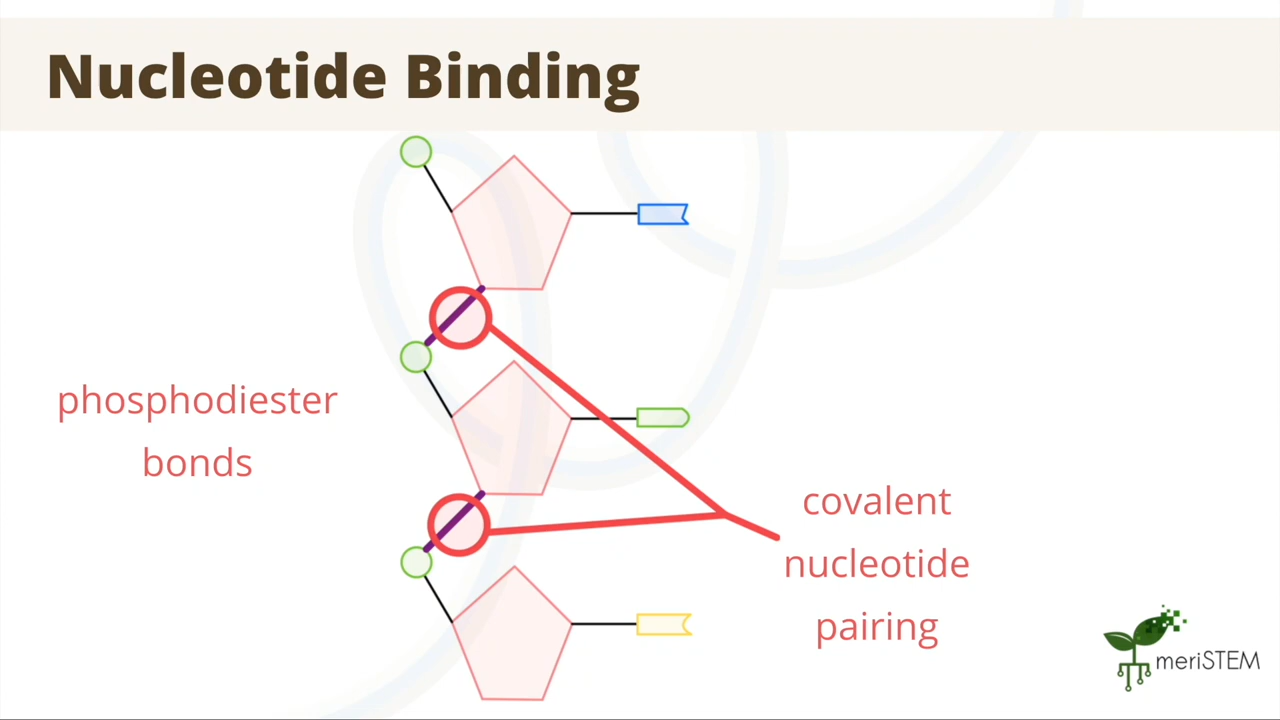 Nucleotide Binding
phosphodiester
bonds
covalent
nucleotide
pairing
meriSTEM